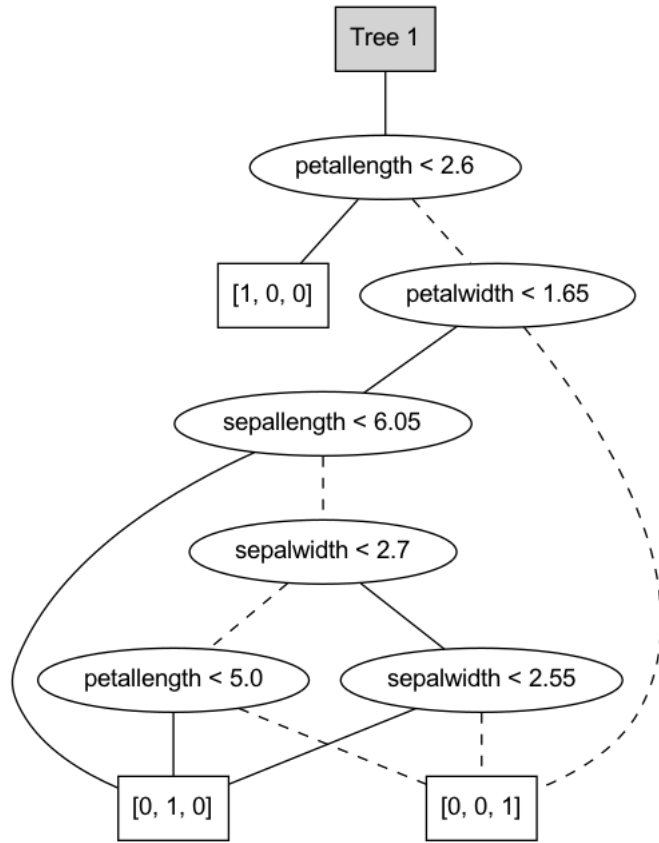 Tree 1
petallength < 2.6
[1, 0, 0]
petalwidth < 1.65
sepallength < 6.05
sepalwidth < 2.7
petallength < 5.0
sepalwidth < 2.55
[0, 1, 0]
[0, 0, 1]